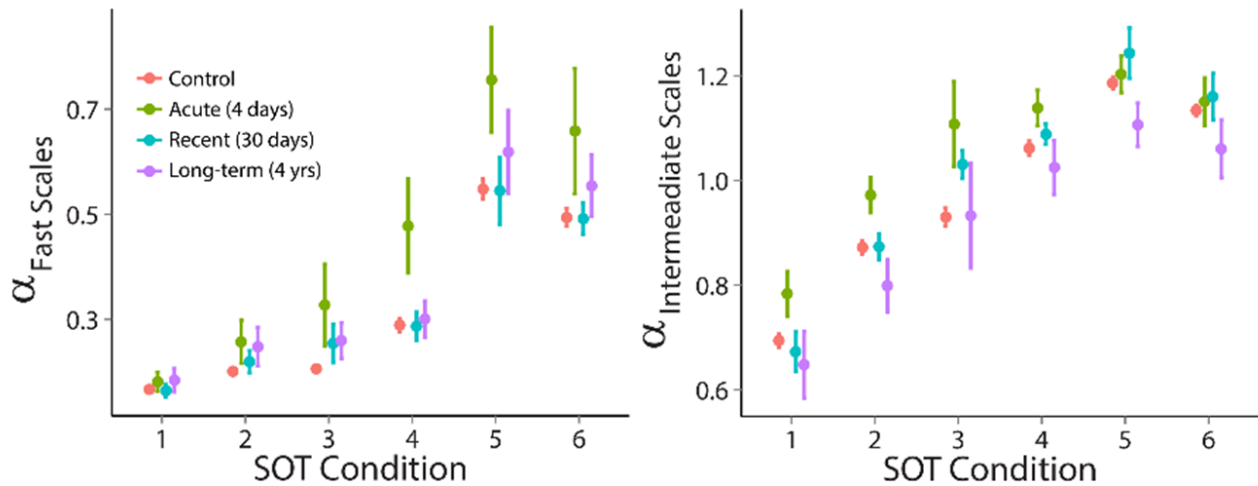 Control
Acute (4 days)
Recent (30 days)
Long-term (4 yrs)
0.7
0.5
0.3
α Fast Scales
1 2 3 4 5 6
SOT Condition
1.2
1.0
0.8
0.6
α Intermeadiate Scales
1 2 3 4 5 6
SOT Condition